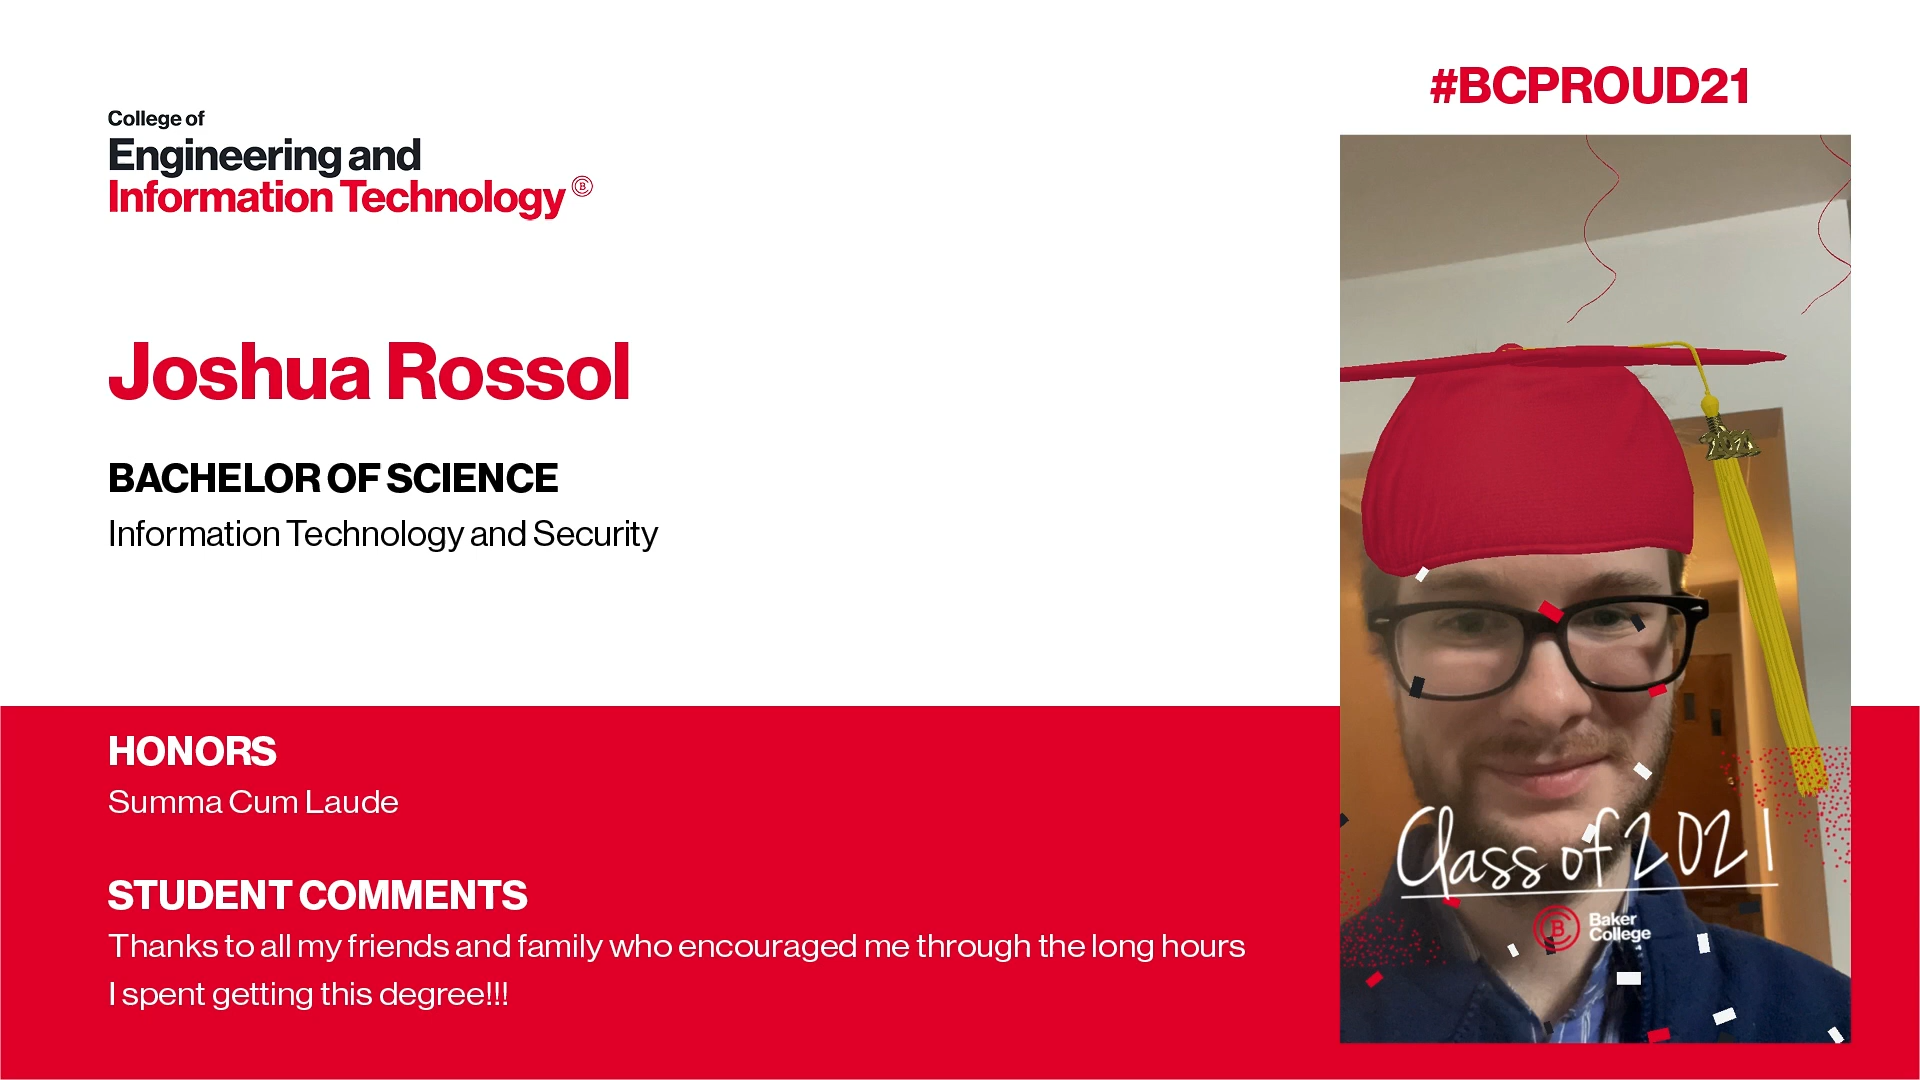 #BCPROUD21
College of
Engineering and
Information Technology
B
Joshua Rossol
BACHELOR OF SCIENCE
Information Technology and Security
2021
HONORS
Summa Cum Laude
STUDENT COMMENTS
Thanks to all my friends and family who encouraged me through the long hours
I spent getting this degree!!!
Class of 2021
B
Baker
College